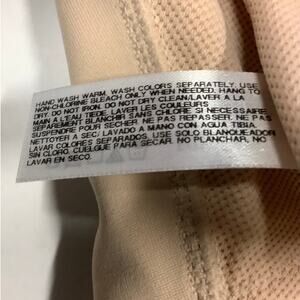 HAND WASH WARM. WASH COLORS SEPARATELY. USE
NON-CHLORINE BLEACH ONLY WHEN NEEDED. HANG TO
DRY. DO NOT IRON. DO NOT DRY CLEAN/LAVER A LA
MAIN A L'EAU TIEDE. LAVER LES COULEURS
SEPAREMENT BLANCHIR SANS CHLORE SI NECESSAIRE.
SUSPENDRE POUR SECHER. NE PAS REPASSER. NE PAS
NETTOYER A SEC/ LAVADO A MANO CON AGUA TIBIA.
LAVAR COLORES SEPARADOS. USE SOLO BLANQUEADOR
SIN CLORO. CUELGUE PARA SECAR. NO PLANCHAR. NO
LAVAR EN SECO.